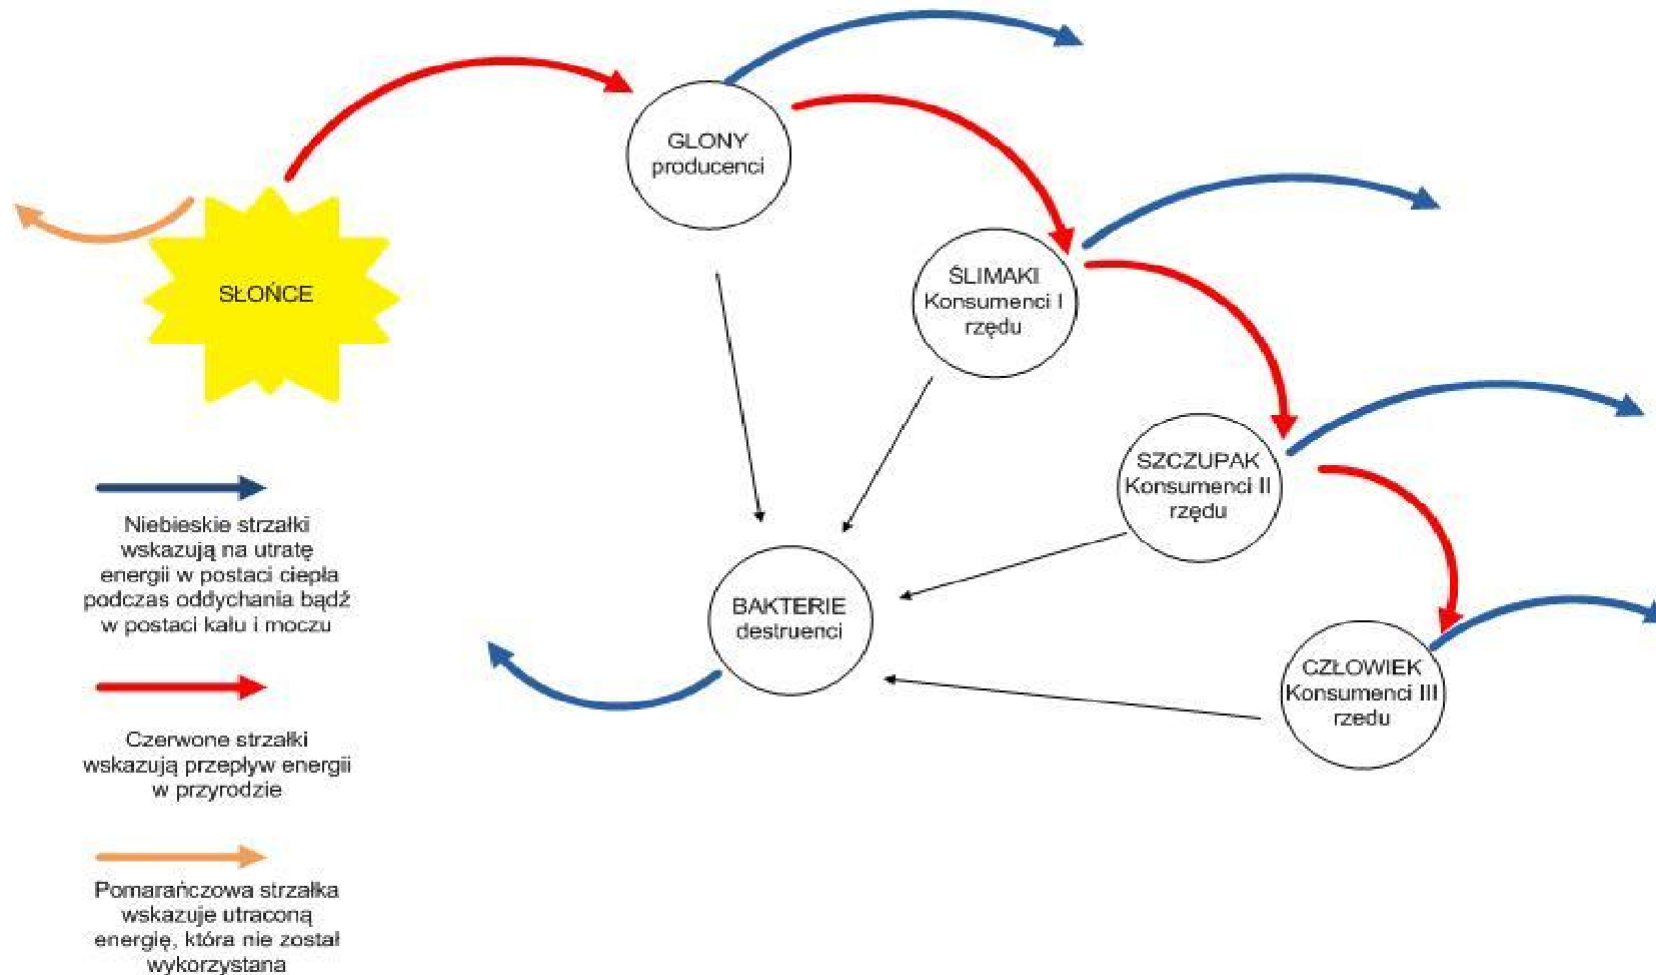 GLONY
producenci
SŁOŃCE
ŚLIMAKI
Konsumenci I
rzędu
SZCZUPAK
Konsumenci II
rzędu
BAKTERIE
destruenci
CZŁOWIEK
Konsumenci III
rzedu
Niebieskie strzałki
wskazują na utratę
energii w postaci ciepła
podczas oddychania bądź
w postaci kału i moczu
Czerwone strzałki
wskazują przepływ energii
w przyrodzie
Pomarańczowa strzałka
wskazuje utraconą
energię, która nie został
wykorzystana